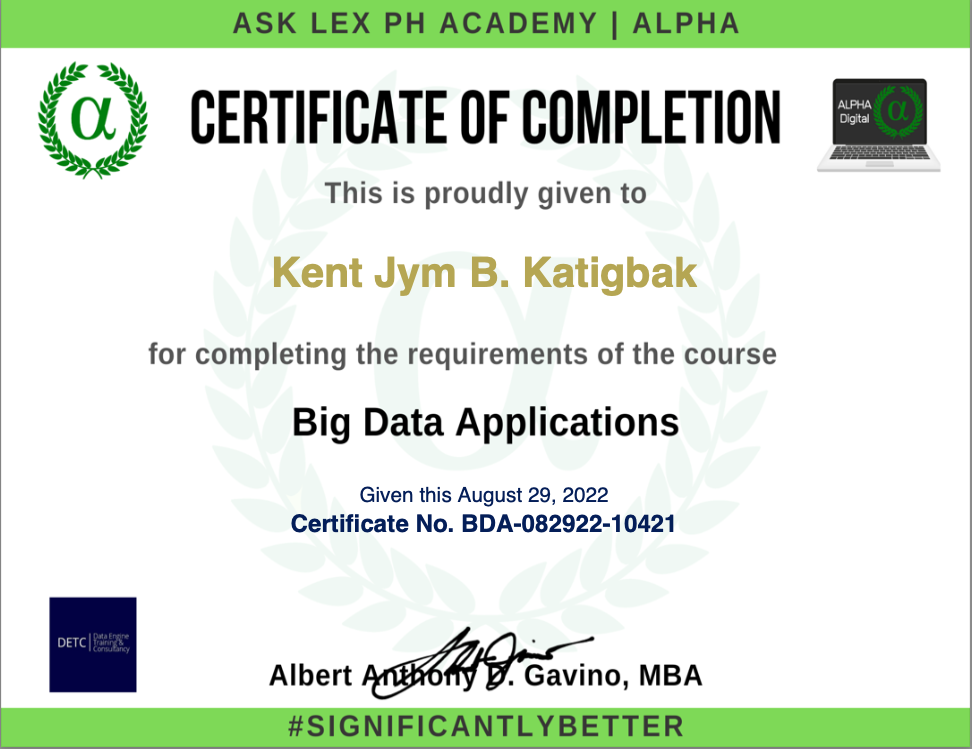 ASK LEX PH ACADEMY | ALPHA
α
CERTIFICATE OF COMPLETION
ALPHA
Digital
α
This is proudly given to
Kent Jym B. Katigbak
for completing the requirements of the course
Big Data Applications
Given this August 29, 2022
Certificate No. BDA-082922-10421
DETC | Data Engine
Training &
Consultancy
Albert Anthony D. Gavino, MBA
#SIGNIFICANTLYBETTER